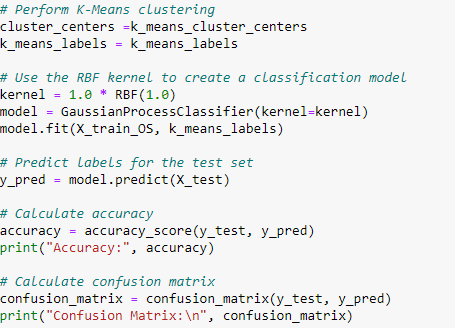 # Perform K-Means clustering
cluster_centers =k_means_cluster_centers
k_means_labels = k_means_labels
# Use the RBF kernel to create a classification model
kernel = 1.0 * RBF(1.0)
model = GaussianProcessClassifier(kernel=kernel)
model.fit(X_train_OS, k_means_labels)
# Predict labels for the test set
y_pred = model.predict(X_test)
# Calculate accuracy
accuracy = accuracy_score(y_test, y_pred)
print("Accuracy:", accuracy)
# Calculate confusion matrix
confusion_matrix = confusion_matrix(y_test, y_pred)
print("Confusion Matrix:\n", confusion_matrix)